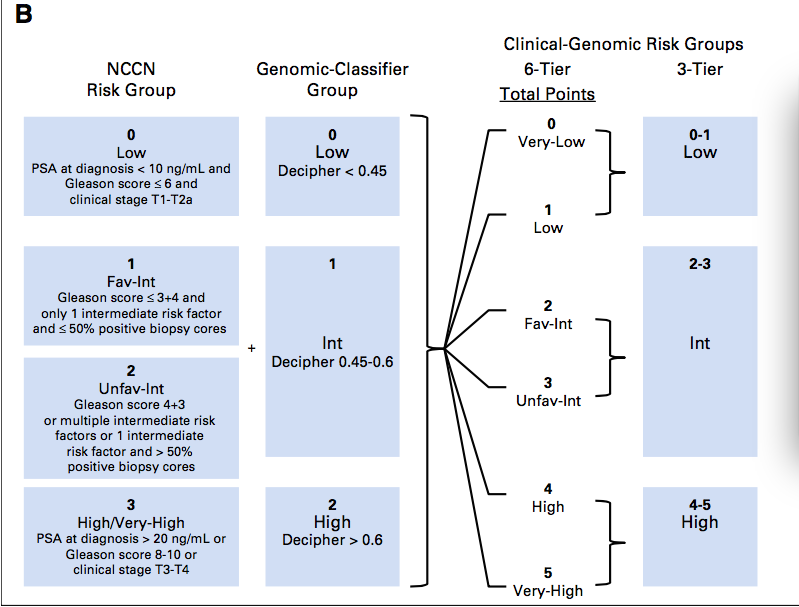 B
Clinical-Genomic Risk Groups
NCCN
Risk Group
Genomic-Classifier
Group
6-Tier
Total Points
3-Tier
0
Low
PSA at diagnosis < 10 ng/mL and
Gleason score ≤ 6 and
clinical stage T1-T2a
1
Fav-Int
Gleason score ≤ 3+4 and
only 1 intermediate risk factor
and ≤ 50% positive biopsy cores
2
Unfav-Int
Gleason score 4+3
or multiple intermediate risk
factors or 1 intermediate
risk factor and > 50%
positive biopsy cores
3
High/Very-High
PSA at diagnosis > 20 ng/mL or
Gleason score 8-10 or
clinical stage T3-T4
+
0
Low
Decipher < 0.45
1
Int
Decipher 0.45-0.6
2
High
Decipher > 0.6
0
Very-Low
1
Low
2
Fav-Int
3
Unfav-Int
4
High
5
Very-High
0-1
Low
2-3
Int
4-5
High